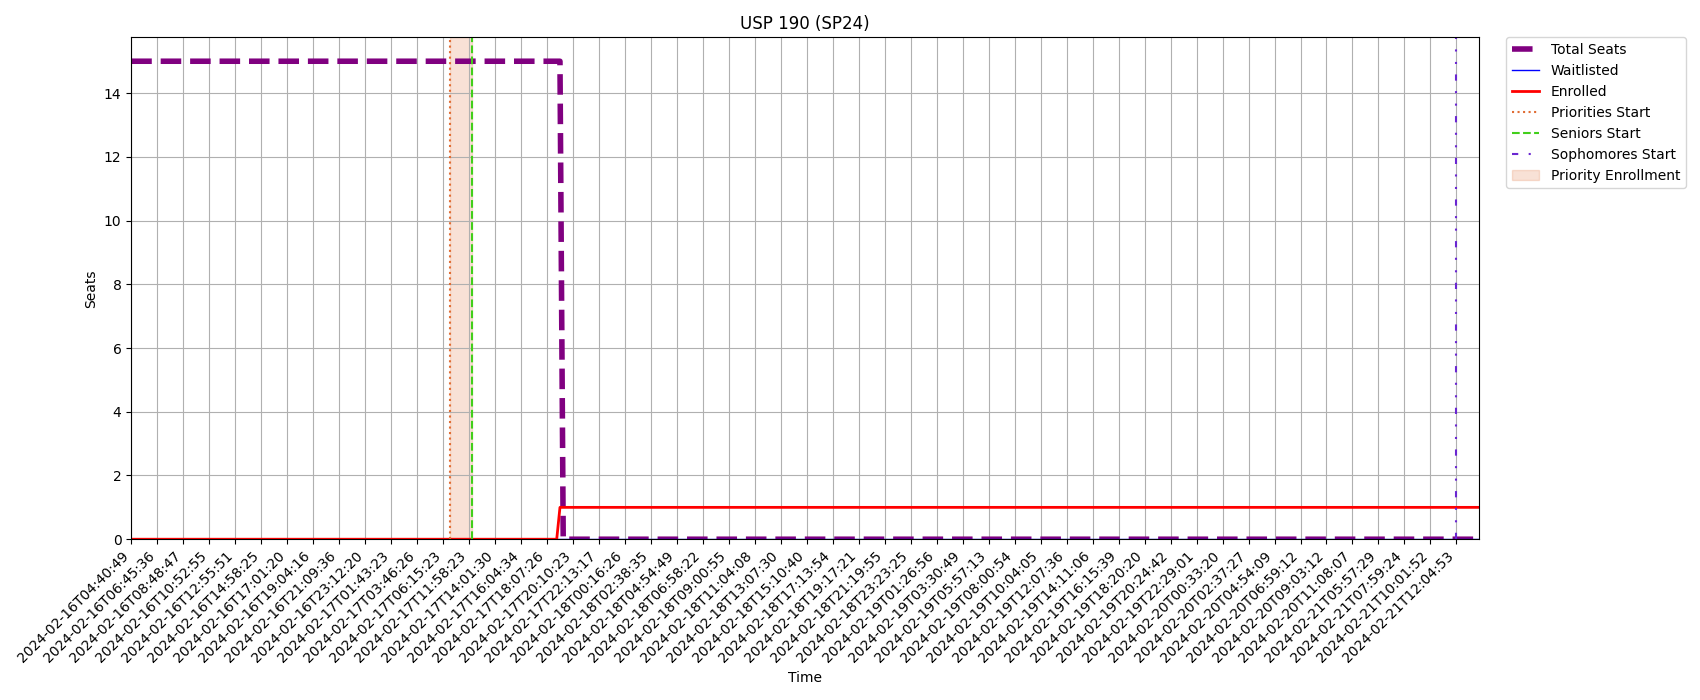 USP 190 (SP24)
Total Seats
Waitlisted
Enrolled
Priorities Start
Seniors Start
Sophomores Start
Priority Enrollment
Seats
14
12
10
8
6
4
2
0
2024-02-16T04:40:49
2024-02-16T06:45:36
2024-02-16T08:48:47
2024-02-16T10:52:55
2024-02-16T12:55:51
2024-02-16T14:58:25
2024-02-16T17:01:20
2024-02-16T19:04:16
2024-02-16T21:09:36
2024-02-16T23:12:20
2024-02-17T01:43:23
2024-02-17T03:46:26
2024-02-17T06:15:23
2024-02-17T11:58:23
2024-02-17T14:01:30
2024-02-17T16:04:34
2024-02-17T18:07:26
2024-02-17T20:10:23
2024-02-17T22:13:17
2024-02-18T00:16:28
2024-02-18T02:38:35
2024-02-18T04:54:49
2024-02-18T06:58:22
2024-02-18T09:00:55
2024-02-18T11:04:08
2024-02-18T13:07:30
2024-02-18T15:10:40
2024-02-18T17:13:54
2024-02-18T19:17:21
2024-02-18T21:19:55
2024-02-18T23:23:25
2024-02-19T01:26:56
2024-02-19T03:30:49
2024-02-19T05:57:13
2024-02-19T08:00:54
2024-02-19T10:04:05
2024-02-19T12:07:36
2024-02-19T14:11:06
2024-02-19T16:15:39
2024-02-19T18:20:20
2024-02-19T20:24:42
2024-02-19T22:29:01
2024-02-20T00:33:20
2024-02-20T02:37:27
2024-02-20T04:54:09
2024-02-20T06:59:12
2024-02-20T09:03:12
2024-02-20T11:08:07
2024-02-21T05:57:29
2024-02-21T07:59:24
2024-02-21T10:01:52
2024-02-21T12:04:53
Time